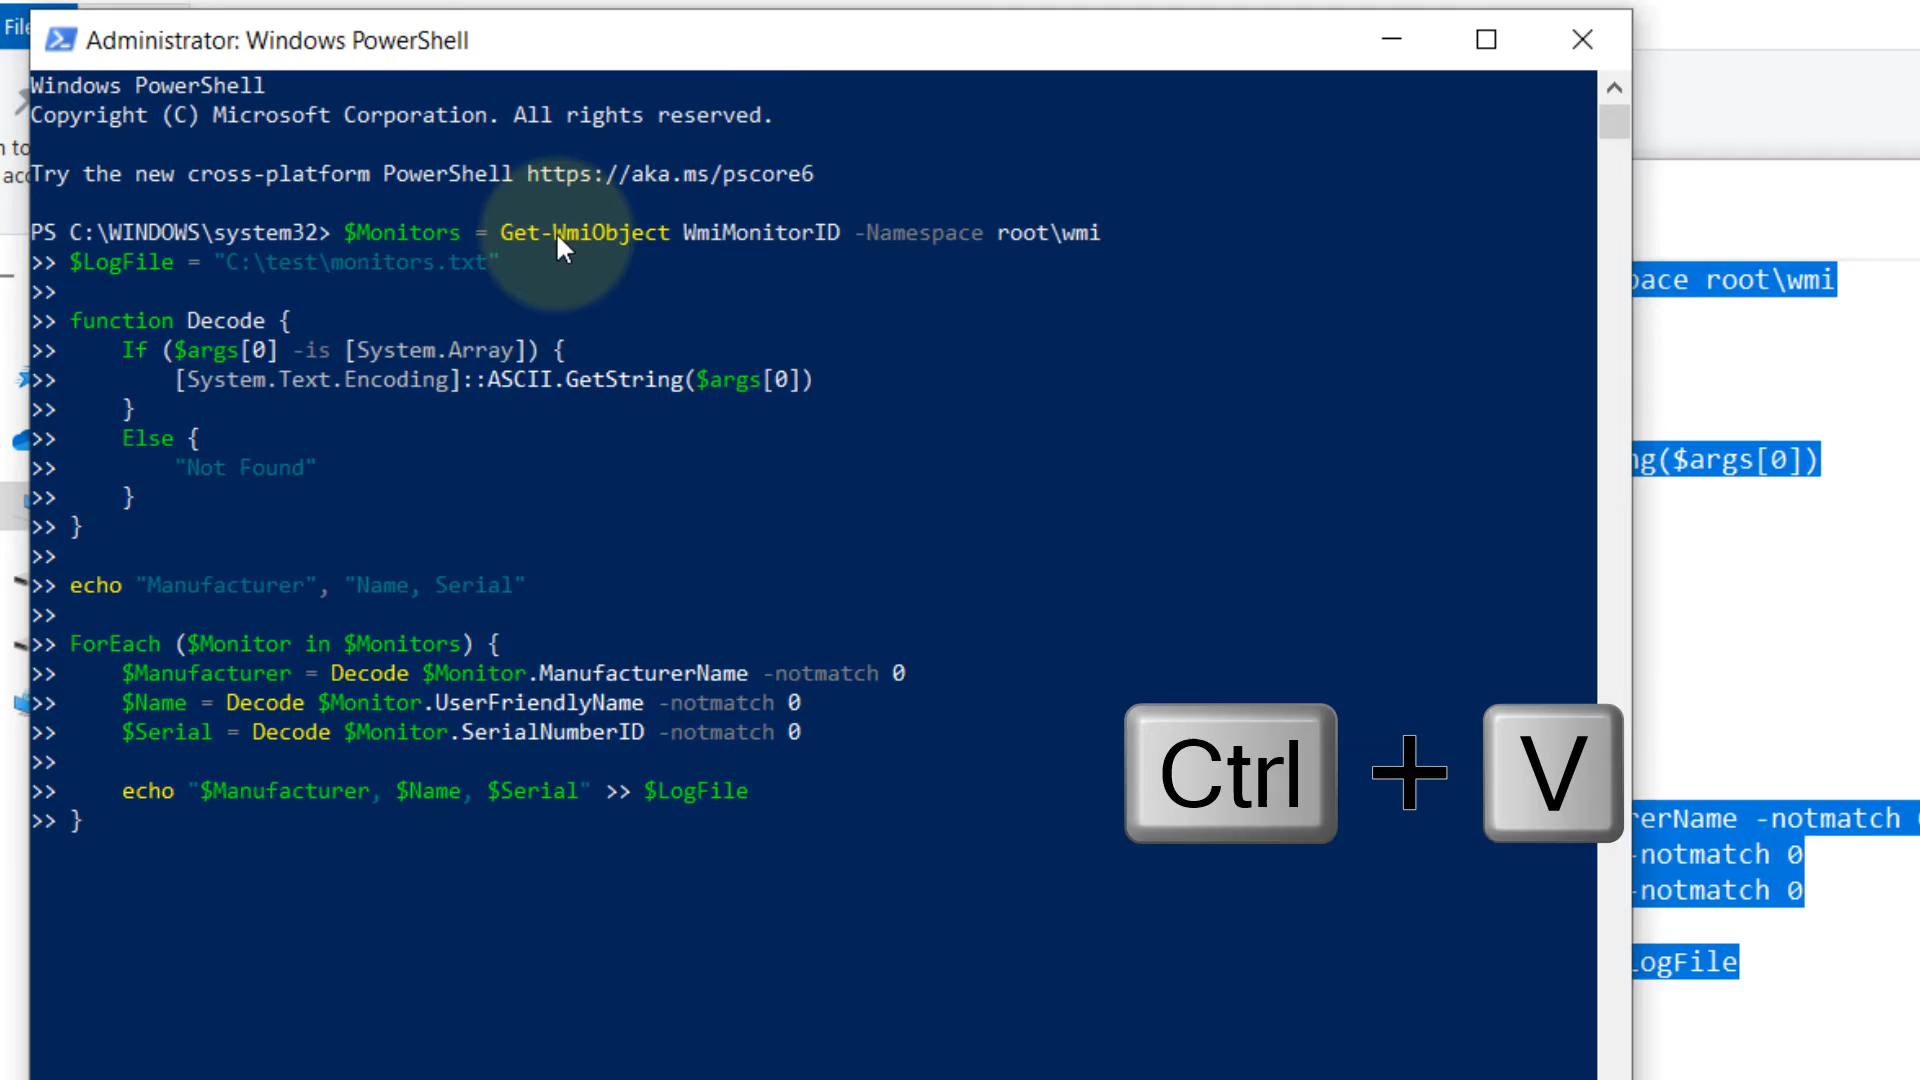 File
Administrator: Windows PowerShell
Windows PowerShell
Copyright (C) Microsoft Corporation. All rights reserved.
Try the new cross-platform PowerShell https://aka.ms/pscore6
PS C:\WINDOWS\system32> $Monitors = Get-WmiObject WmiMonitorID -Namespace root\wmi
>> $LogFile = "C:\test\monitors.txt"
>>
>> function Decode {
>>     If ($args[0] -is [System.Array]) {
>>         [System.Text.Encoding]::ASCII.GetString($args[0])
>>     }
>>     Else {
>>         "Not Found"
>>     }
>> }
>>
>> echo "Manufacturer", "Name, Serial"
>>
>> ForEach ($Monitor in $Monitors) {
>>     $Manufacturer = Decode $Monitor.ManufacturerName -notmatch 0
>>     $Name = Decode $Monitor.UserFriendlyName -notmatch 0
>>     $Serial = Decode $Monitor.SerialNumberID -notmatch 0
>>
>>     echo "$Manufacturer, $Name, $Serial" >> $LogFile
>> }
Ctrl + V
pace root\wmi
ng($args[0])
rerName -notmatch
-notmatch 0
-notmatch 0
LogFile